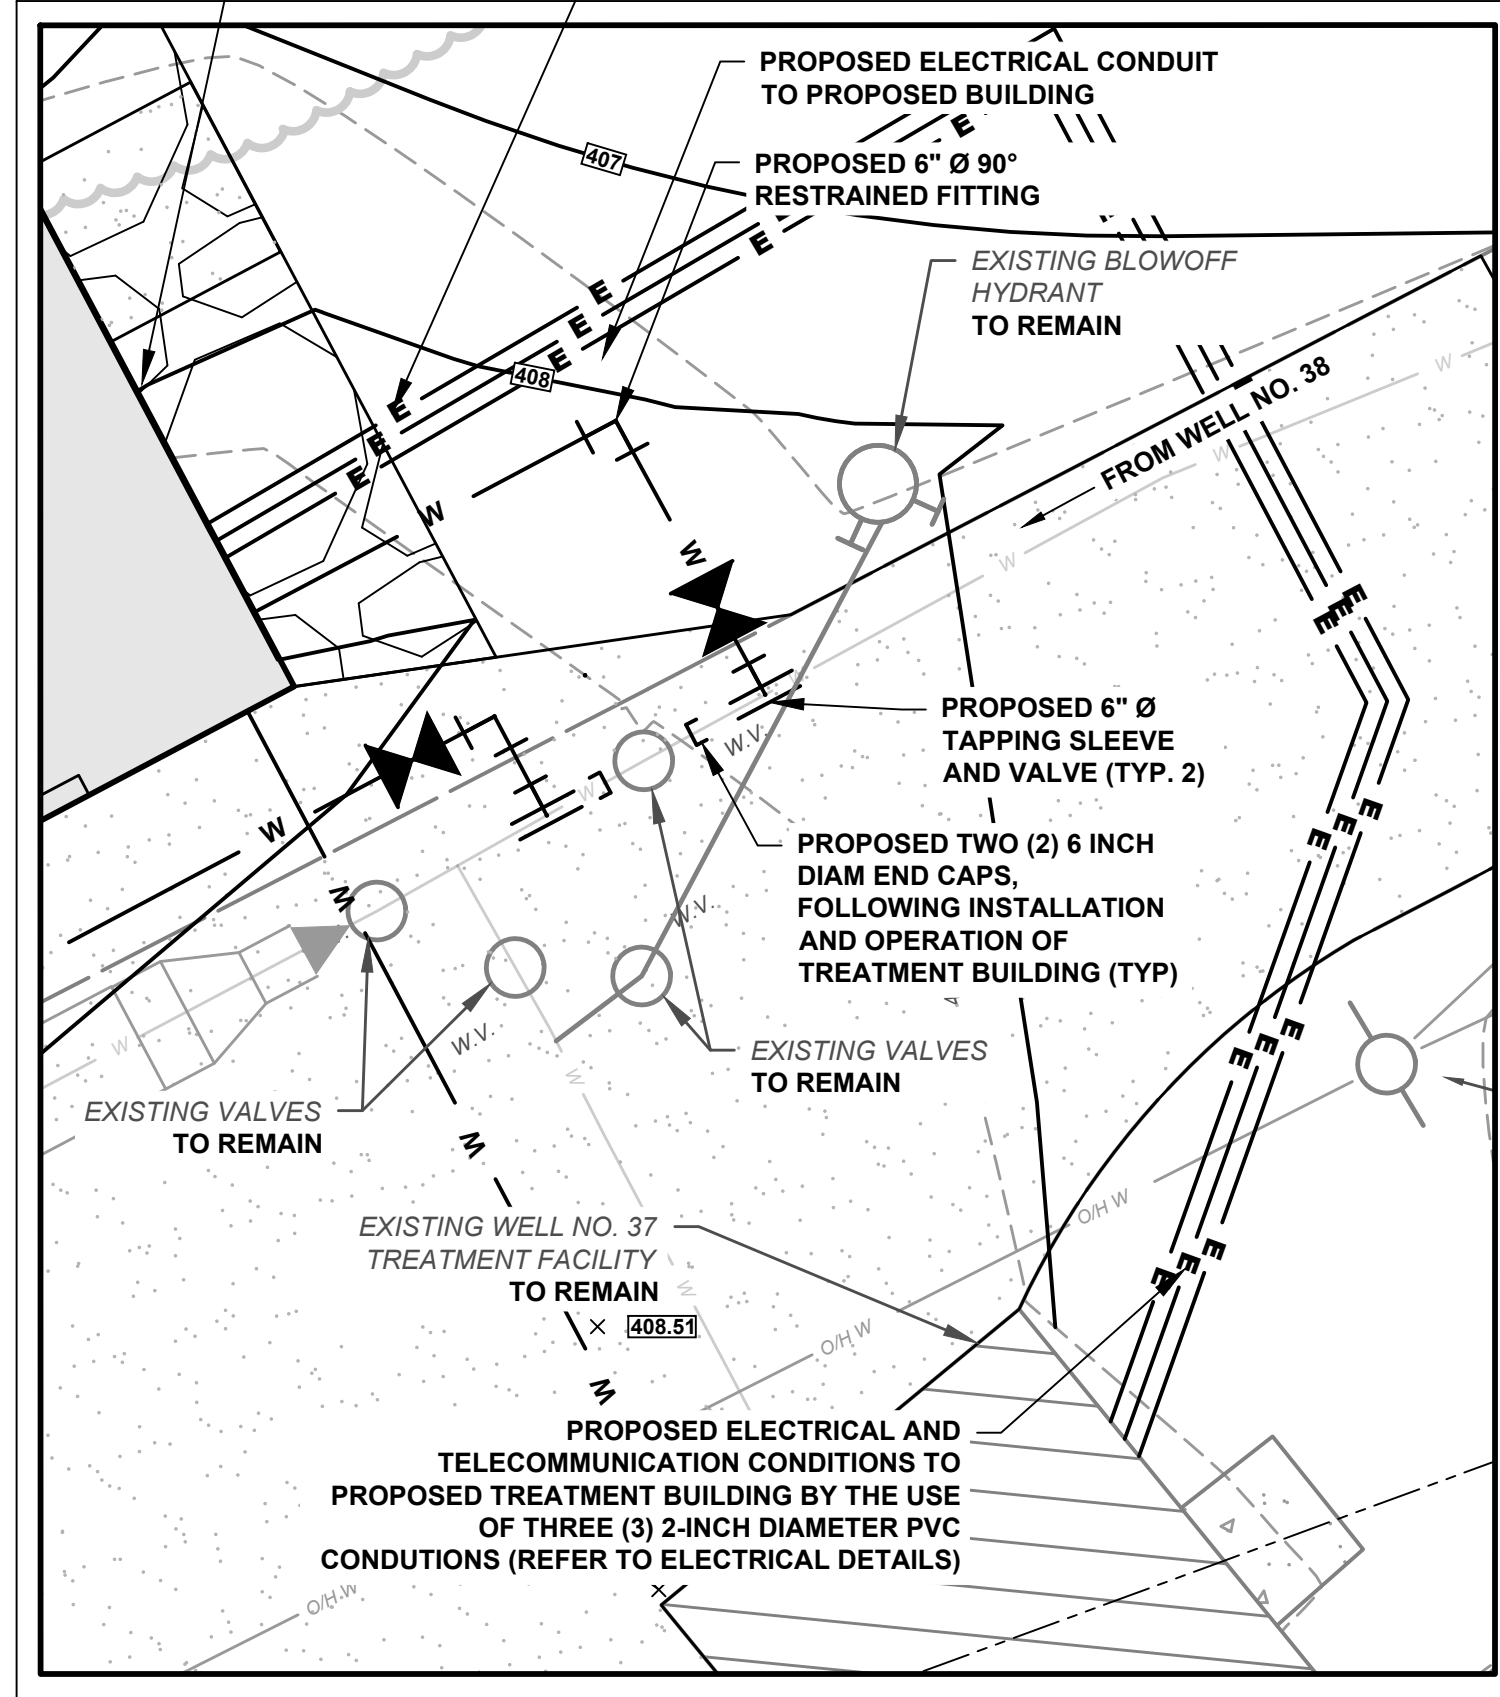 PROPOSED ELECTRICAL CONDUIT
TO PROPOSED BUILDING
E
407
PROPOSED 6" Ø 90°
RESTRAINED FITTING
E
EXISTING BLOWOFF
HYDRANT
TO REMAIN
E
E
E
408
FROM WELL NO. 38
W
E
E
E
W
W
W
W
E
E
E
W
PROPOSED 6" Ø
TAPPING SLEEVE
AND VALVE (TYP. 2)
W.V.
W
W
E
E
E
PROPOSED TWO (2) 6 INCH
DIAM END CAPS,
FOLLOWING INSTALLATION
AND OPERATION OF
TREATMENT BUILDING (TYP)
W
W.V.
W.V.
W
E
E
E
EXISTING VALVES
TO REMAIN
W
EXISTING VALVES
TO REMAIN
W
O/H W
EXISTING WELL NO. 37
TREATMENT FACILITY
TO REMAIN
E
E
E
W
408.51
O/H W
W
PROPOSED ELECTRICAL AND
TELECOMMUNICATION CONDITIONS TO
PROPOSED TREATMENT BUILDING BY THE USE
OF THREE (3) 2-INCH DIAMETER PVC
CONDUTIONS (REFER TO ELECTRICAL DETAILS)
O/H W